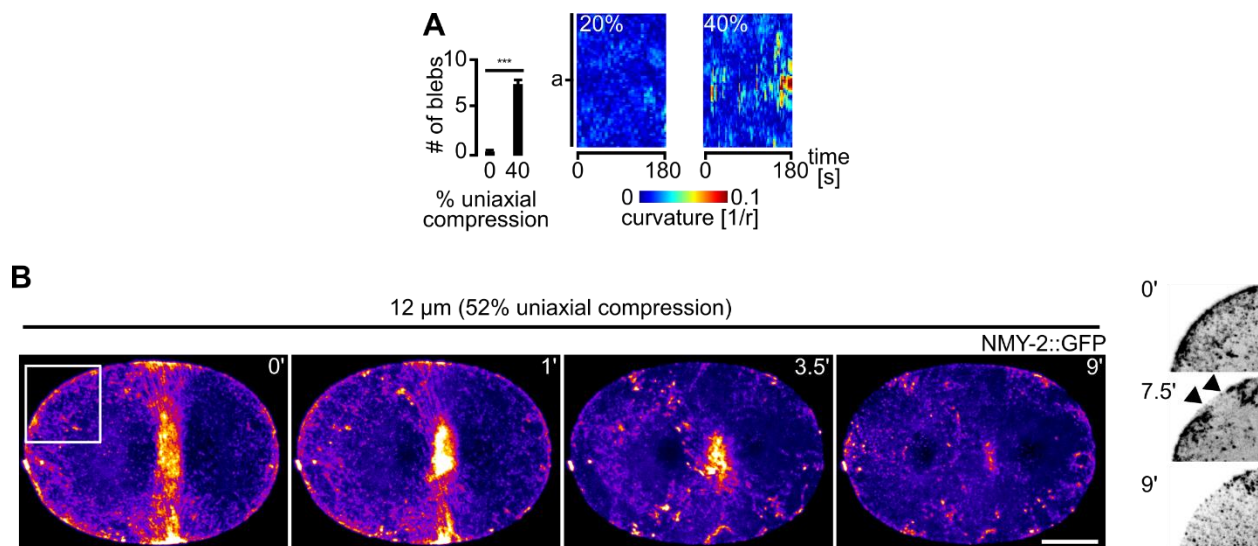 A
20%
40%
10
5
0
# of blebs
***
a
0
40
0
180
0
180
time
[s]
% uniaxial
compression
0
0.1
curvature [1/r]
B
12 µm (52% uniaxial compression)
NMY-2::GFP
0'
1'
3.5'
9'
0'
7.5'
9'